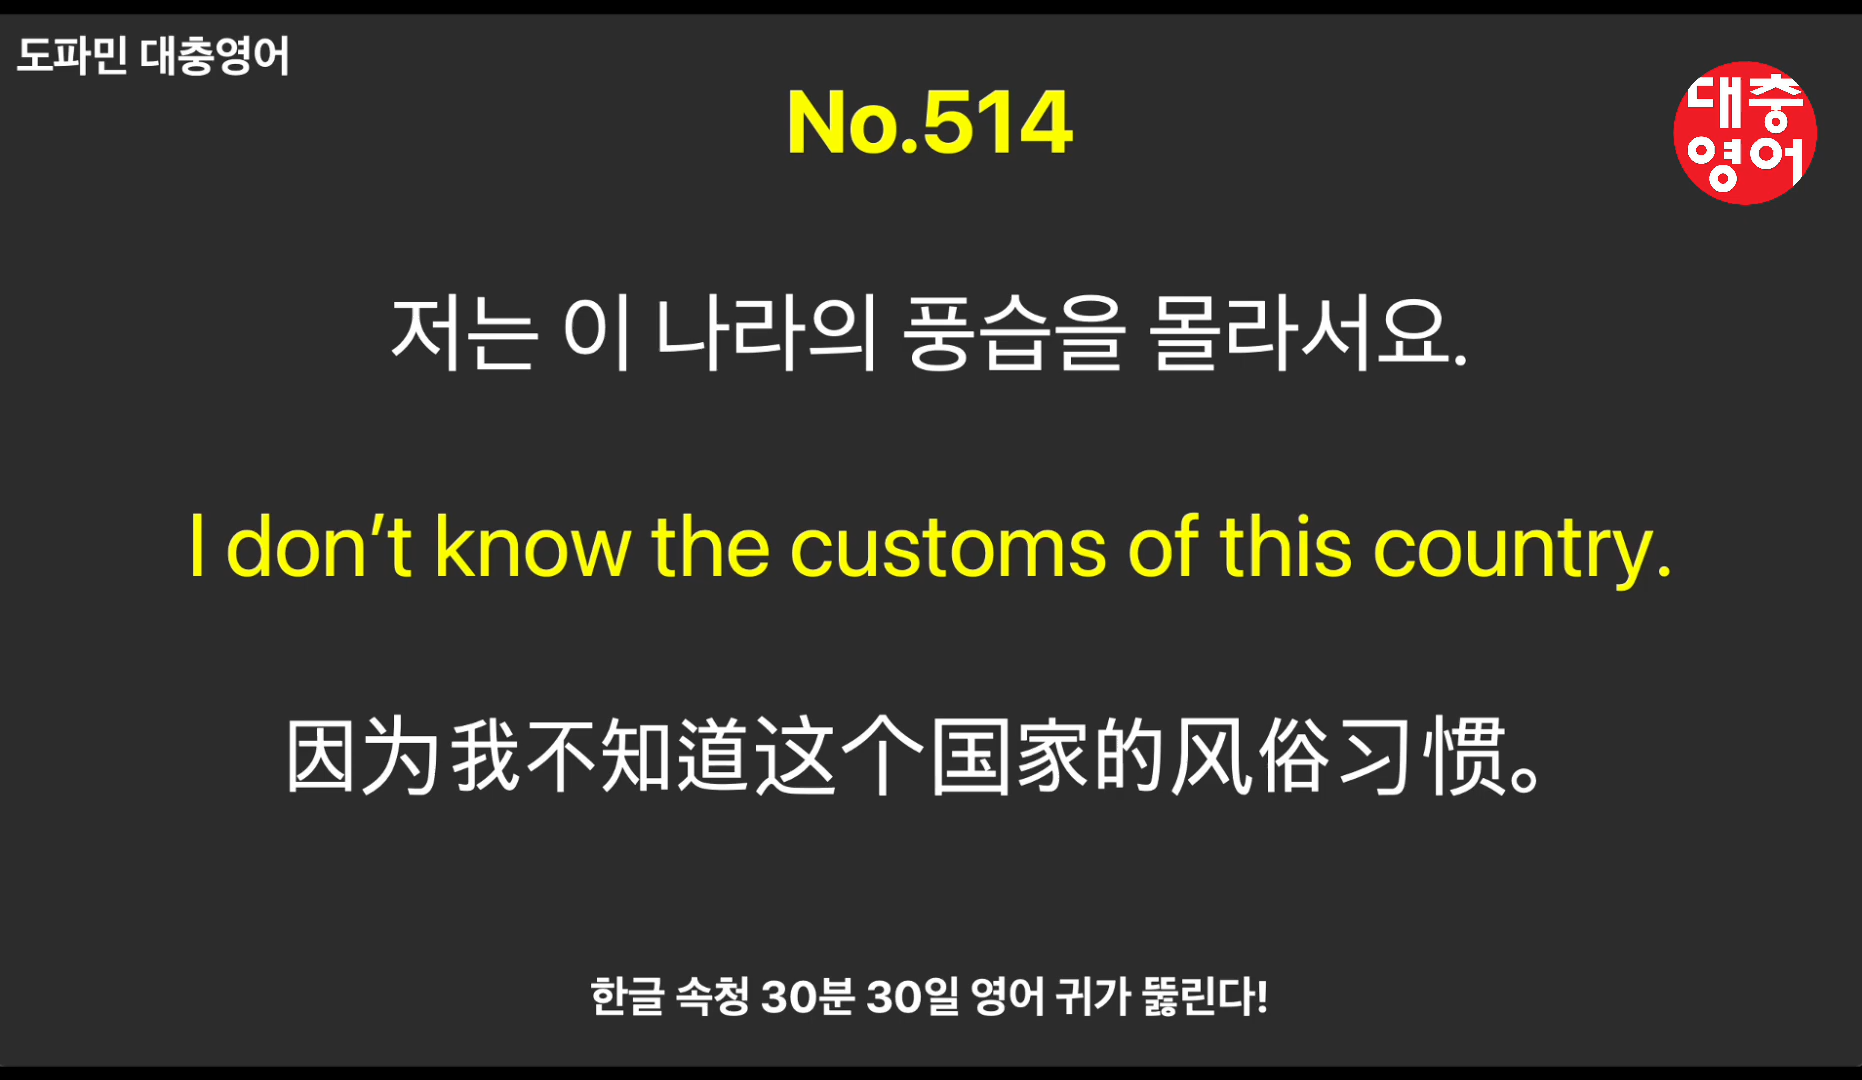 도파민 대충영어
No.514
대충
영어
저는 이 나라의 풍습을 몰라서요.
I don’t know the customs of this country.
因为我不知道这个国家的风俗习惯。
한글 속청 30분 30일 영어 귀가 뚫린다!